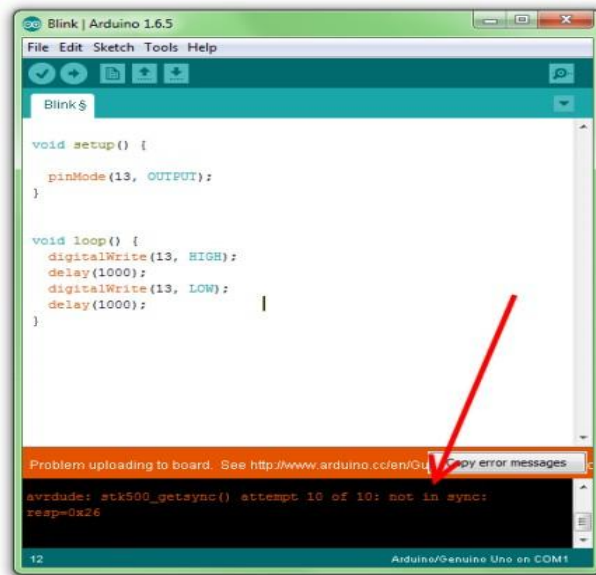 Blink | Arduino 1.6.5
File Edit Sketch Tools Help
Blink §
void setup() {
pinMode(13, OUTPUT);
}
void loop() {
digitalWrite(13, HIGH);
delay(1000);
digitalWrite(13, LOW);
delay(1000);
}
Problem uploading to board. See http://www.arduino.cc/en/Gu
Copy error messages
avrdude: stk500_getsync() attempt 10 of 10: not in sync:
resp=0x26
12
Arduino/Genuino Uno on COM1